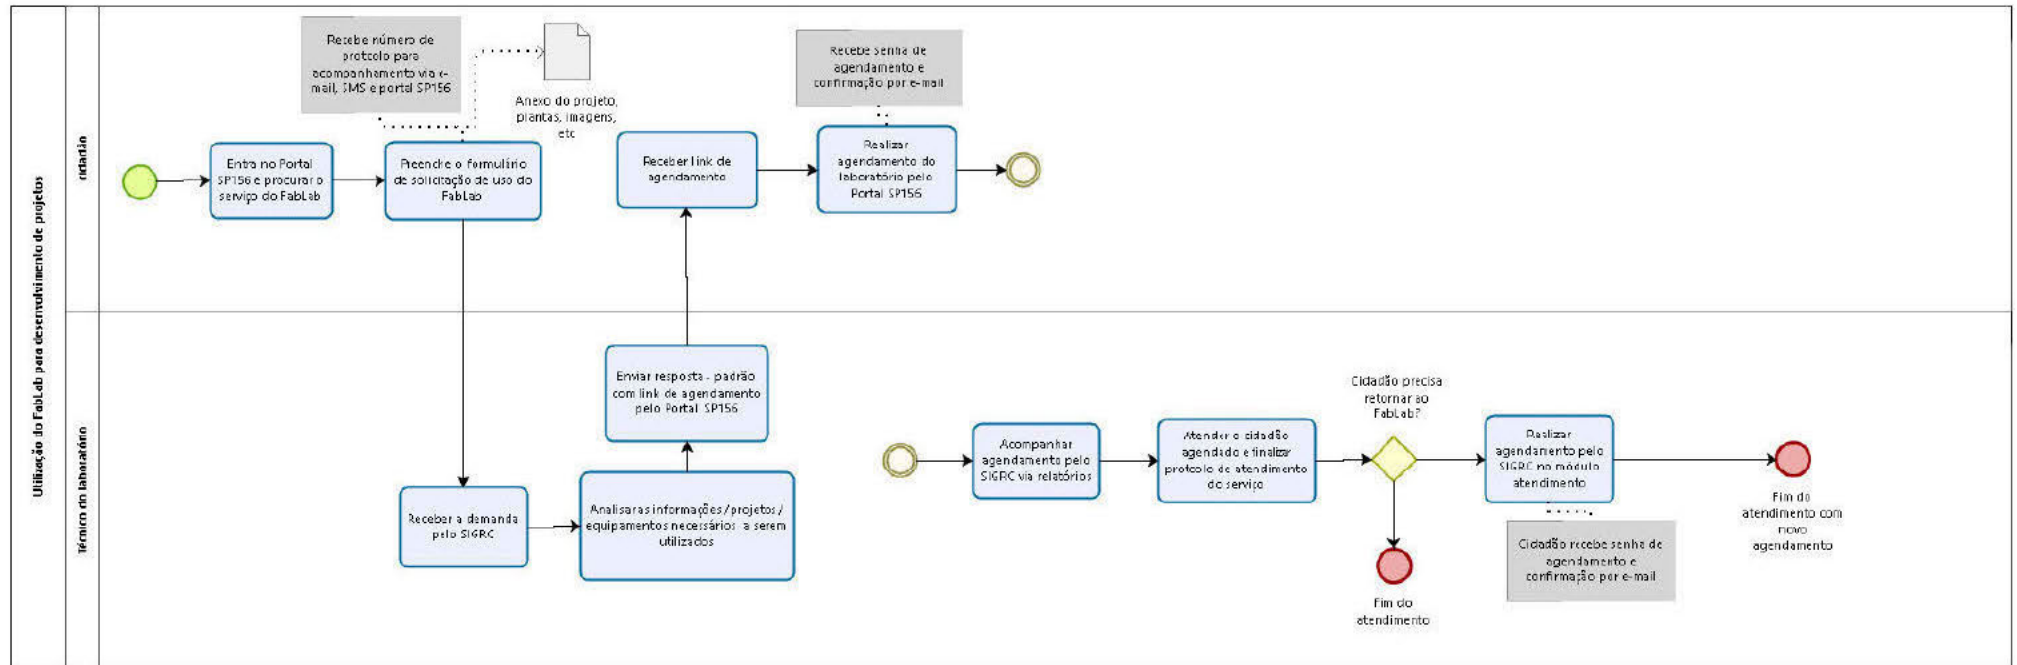 Utilização do FabLab para desenvolvimento de projetos
Recebe número de
protcolo para
acompanhamento via e-
mail, SMS e portal SP156
Anexo do projeto,
plantas, imagens,
etc
Recebe senha de
agendamento e
confirmação por e-mail
Entra no Portal
SP156 e procurar o
serviço do FabLab
Preenche o formulário
de solicitação de uso do
FabLab
Receber link de
agendamento
Realizar
agendamento do
laboratório pelo
Portal SP156
Técnico do laboratório
Enviar resposta - padrão
com link de agendamento
pelo Portal SP156
Receber a demanda
pelo SIGRC
Analisar as informações / projetos /
equipamentos necessários a serem
utilizados
Acompanhar
agendamento pelo
SIGRC via relatórios
Atender o cidadão
agendado e finalizar
protcolo de atendimento
do serviço
Cidadão precisa
retornar ao
FabLab?
Realizar
agendamento pelo
SIGRC no módulo
atendimento
Fim do
atendimento com
novo
agendamento
Cidadão recebe senha de
agendamento e
confirmação por e-mail
Fim do
atendimento